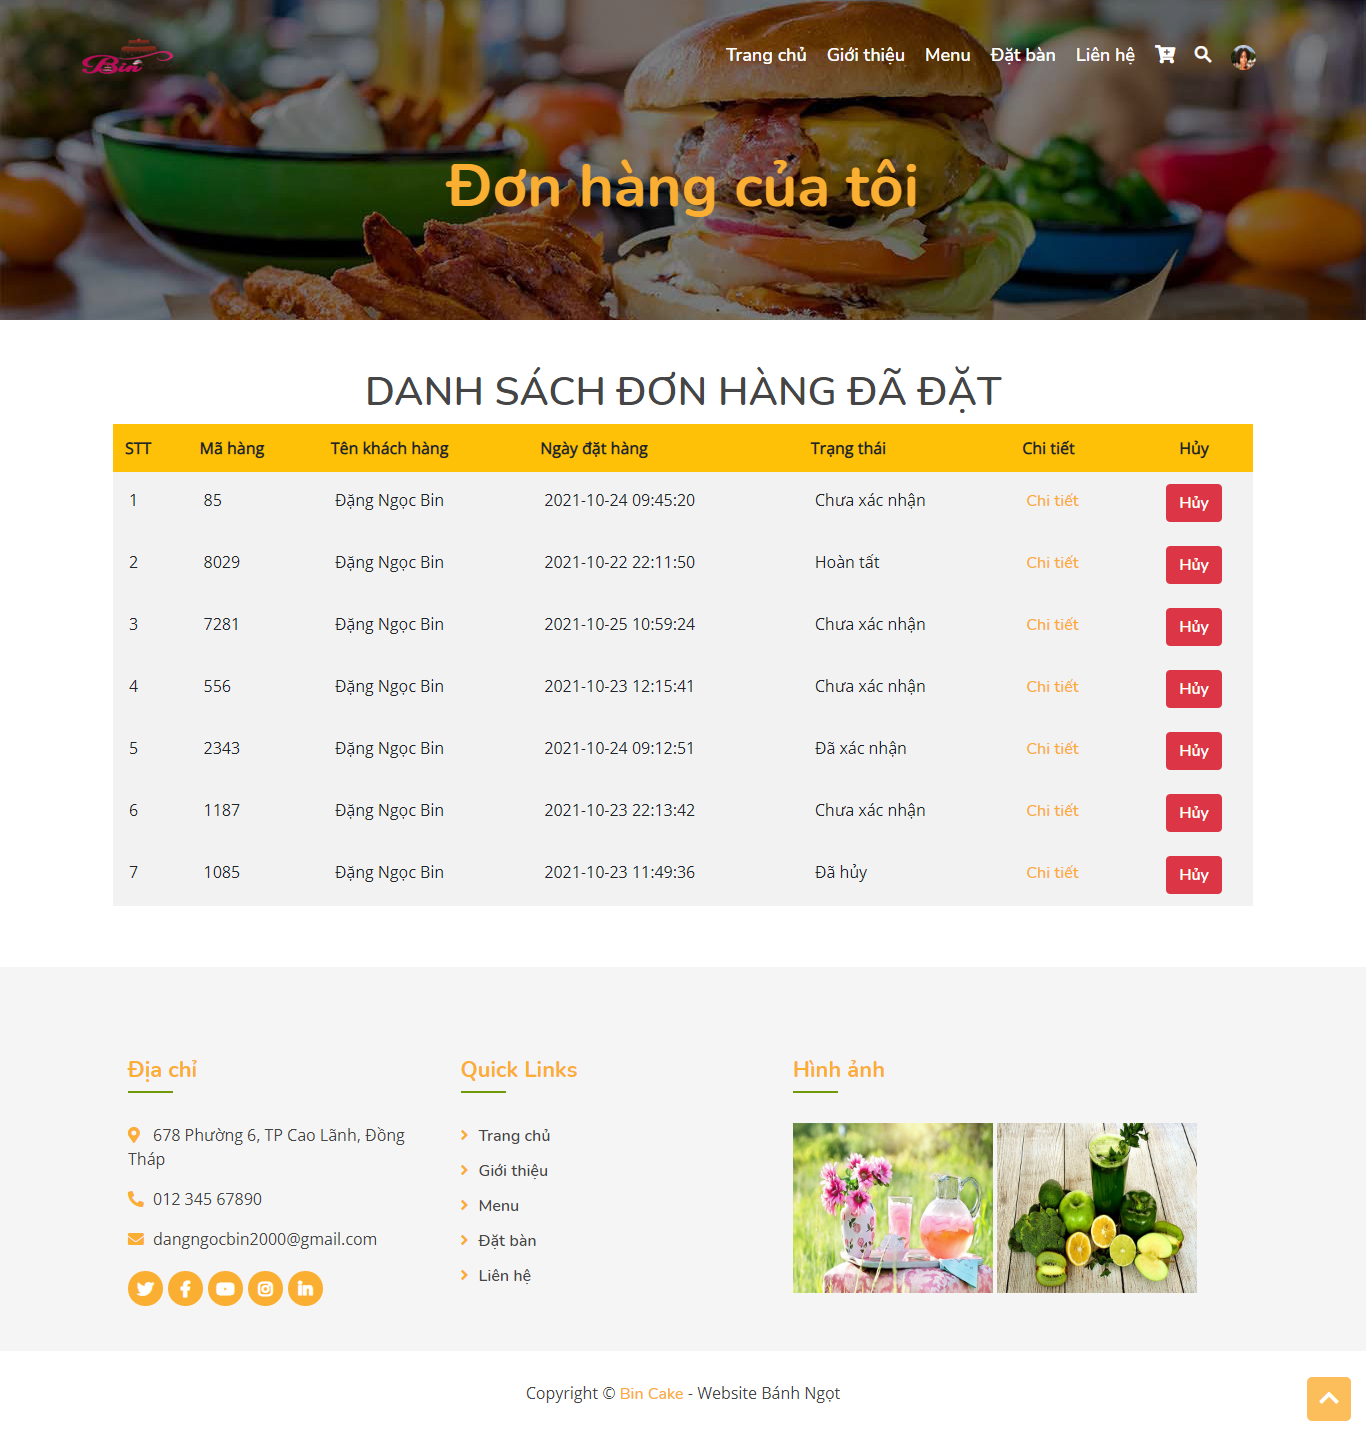 Bin
Trang chủ Giới thiệu Menu Đặt bàn Liên hệ
Đơn hàng của tôi
DANH SÁCH ĐƠN HÀNG ĐÃ ĐẶT
STT Mã hàng Tên khách hàng Ngày đặt hàng Trạng thái Chi tiết Hủy
1 85 Đặng Ngọc Bin 2021-10-24 09:45:20 Chưa xác nhận Chi tiết Hủy
2 8029 Đặng Ngọc Bin 2021-10-22 22:11:50 Hoàn tất Chi tiết Hủy
3 7281 Đặng Ngọc Bin 2021-10-25 10:59:24 Chưa xác nhận Chi tiết Hủy
4 556 Đặng Ngọc Bin 2021-10-23 12:15:41 Chưa xác nhận Chi tiết Hủy
5 2343 Đặng Ngọc Bin 2021-10-24 09:12:51 Đã xác nhận Chi tiết Hủy
6 1187 Đặng Ngọc Bin 2021-10-23 22:13:42 Chưa xác nhận Chi tiết Hủy
7 1085 Đặng Ngọc Bin 2021-10-23 11:49:36 Đã hủy Chi tiết Hủy
Địa chỉ
678 Phường 6, TP Cao Lãnh, Đồng
Tháp
012 345 67890
dangngocbin2000@gmail.com
Quick Links
Trang chủ
Giới thiệu
Menu
Đặt bàn
Liên hệ
Hình ảnh
Copyright © Bin Cake - Website Bánh Ngọt